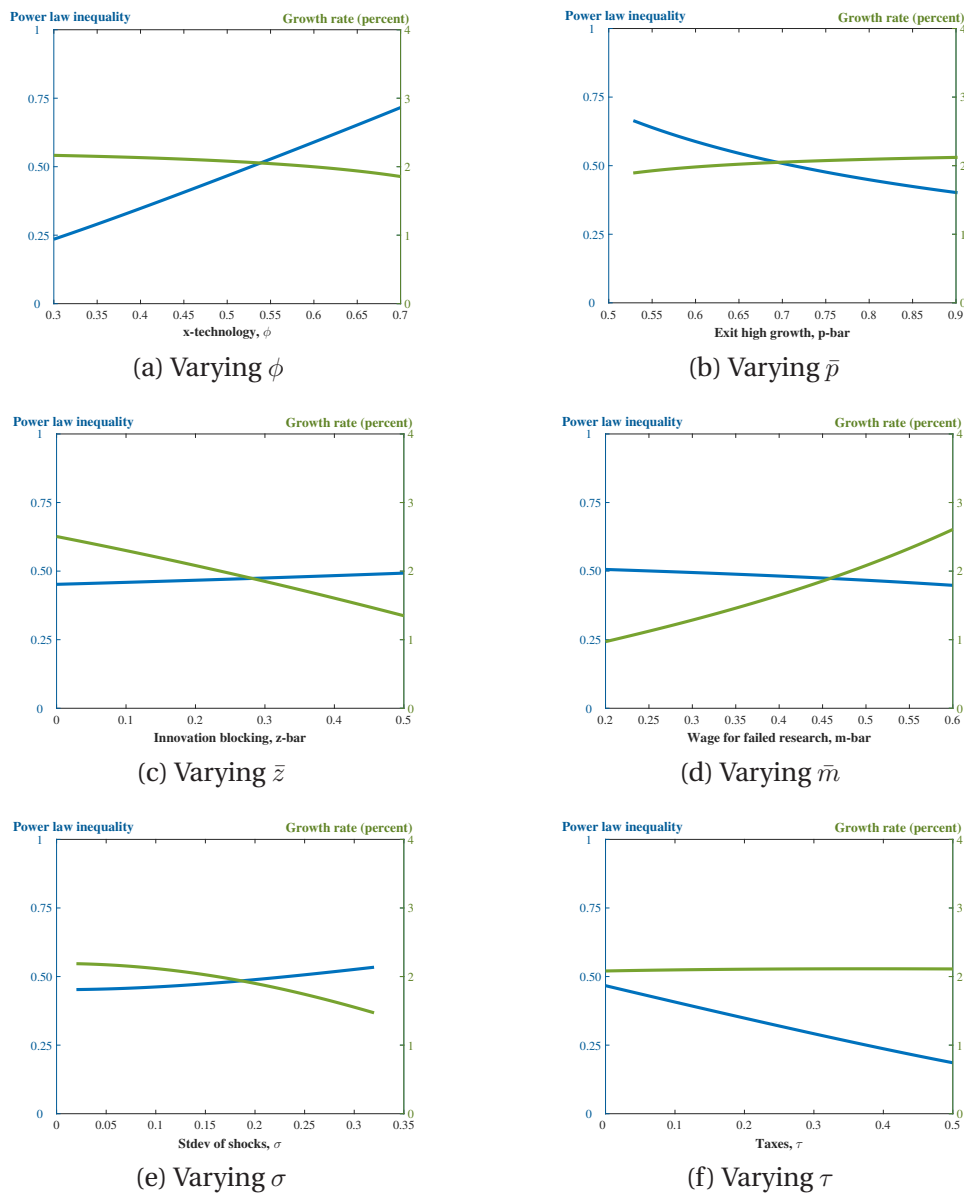 Power law inequality Growth rate (percent)
1 4
0.75 3
0.50 2
0.25 1
0 0
0.3 0.35 0.4 0.45 0.5 0.55 0.6 0.65 0.7
x-technology, ϕ
(a) Varying ϕ
Power law inequality Growth rate (percent)
1 4
0.75 3
0.50 2
0.25 1
0 0
0.5 0.55 0.6 0.65 0.7 0.75 0.8 0.85 0.9
Exit high growth, p-bar
(b) Varying p̄
Power law inequality Growth rate (percent)
1 4
0.75 3
0.50 2
0.25 1
0 0
0 0.1 0.2 0.3 0.4 0.5
Innovation blocking, z-bar
(c) Varying z̄
Power law inequality Growth rate (percent)
1 4
0.75 3
0.50 2
0.25 1
0 0
0.2 0.25 0.3 0.35 0.4 0.45 0.5 0.55 0.6
Wage for failed research, m-bar
(d) Varying m̄
Power law inequality Growth rate (percent)
1 4
0.75 3
0.50 2
0.25 1
0 0
0 0.05 0.1 0.15 0.2 0.25 0.3 0.35
Stdev of shocks, σ
(e) Varying σ
Power law inequality Growth rate (percent)
1 4
0.75 3
0.50 2
0.25 1
0 0
0 0.1 0.2 0.3 0.4 0.5
Taxes, τ
(f) Varying τ